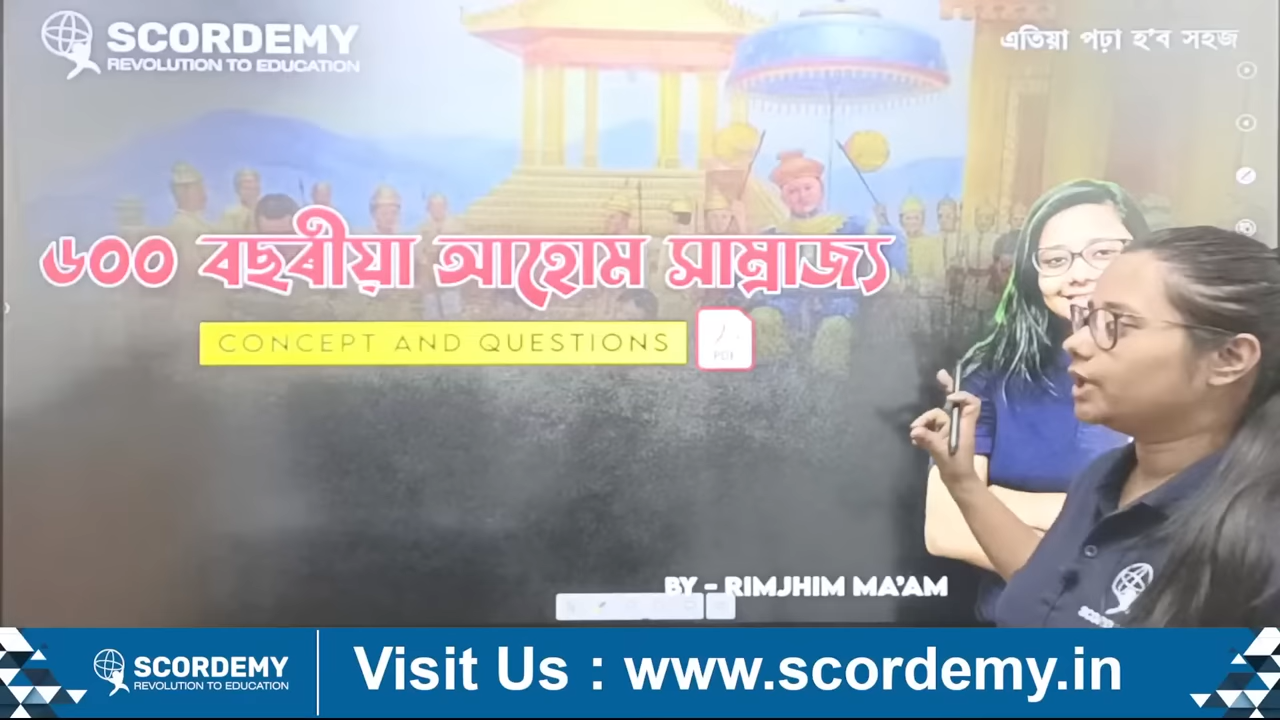 SCORDEMY
REVOLUTION TO EDUCATION
এতিয়া পঢ়া হ'ব সহজ
৬০০ বছৰীয়া আহোম সাম্ৰাজ্য
CONCEPT AND QUESTIONS
PDF
BY - RIMJHIM MA'AM
SCORDEMY
REVOLUTION TO EDUCATION
Visit Us : www.scordemy.in